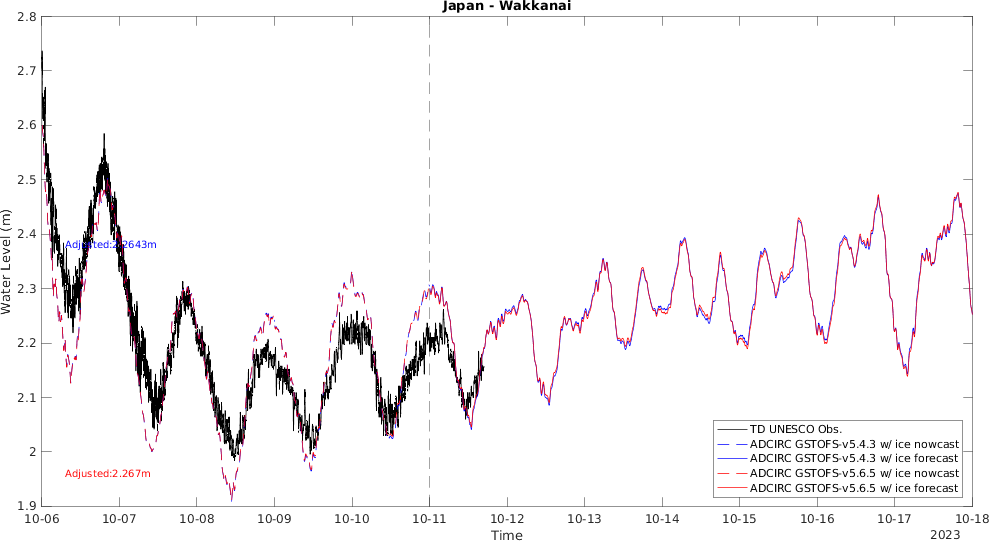 Japan - Wakkanai
Water Level (m)
2.8
2.7
2.6
2.5
2.4
2.3
2.2
2.1
2
1.9
Adjusted:2.2643m
Adjusted:2.267m
TD UNESCO Obs.
ADCIRC GSTOFS-v5.4.3 w/ ice nowcast
ADCIRC GSTOFS-v5.4.3 w/ ice forecast
ADCIRC GSTOFS-v5.6.5 w/ ice nowcast
ADCIRC GSTOFS-v5.6.5 w/ ice forecast
10-06 10-07 10-08 10-09 10-10 10-11 10-12 10-13 10-14 10-15 10-16 10-17 10-18
Time
2023